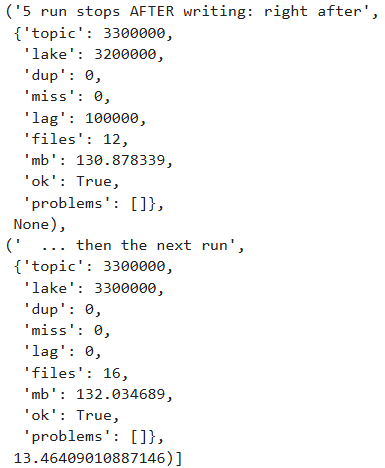 ('5 run stops AFTER writing: right after',
{'topic': 3300000,
'lake': 3200000,
'dup': 0,
'miss': 0,
'lag': 100000,
'files': 12,
'mb': 130.878339,
'ok': True,
'problems': []},
None),
('  ... then the next run',
{'topic': 3300000,
'lake': 3300000,
'dup': 0,
'miss': 0,
'lag': 0,
'files': 16,
'mb': 132.034689,
'ok': True,
'problems': []},
13.46409010887146)]